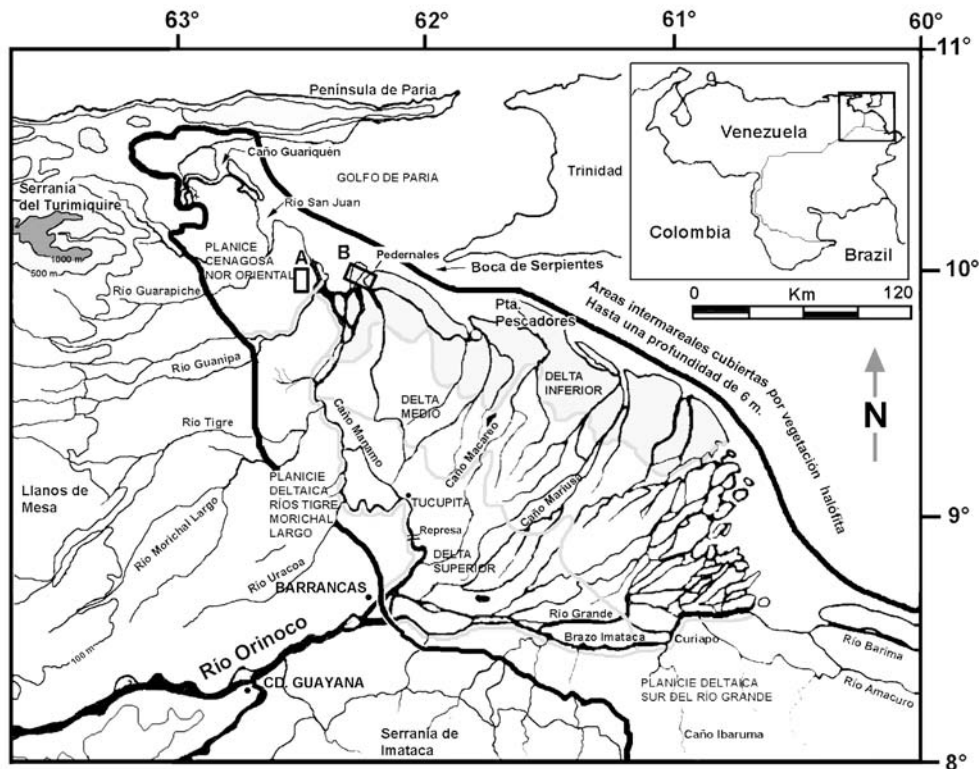 63°
62°
61°
60°
11°
Península de Paria
Caño Guariquén
GOLFO DE PARIA
Trinidad
Venezuela
Colombia
Brazil
Serranía
del Turimiquire
1000 m
500 m
Río San Juan
PLANICE
CENAGOSA
NOR ORIENTAL
A
B
Pedernales
Boca de Serpientes
10°
0 Km 120
Río Guarapiche
Pta.
Pescadores
Areas intermareales cubiertas por vegetación halófita
Hasta una profundidad de 6 m.
N
Río Guanipa
DELTA
MEDIO
DELTA
INFERIOR
Caño Manamo
Caño Macareo
Caño Mariusa
Río Tigre
Llanos de
Mesa
Río Morichal Largo
PLANICIE
DELTAICA
RÍOS TIGRE
MORICHAL
LARGO
TUCUPITA
Represa
9°
DELTA
SUPERIOR
Río Uracoa
BARRANCAS
100 m
Río Orinoco
CD. GUAYANA
Río Grande
Brazo Imataca
Curiapo
Río Barima
Río Amacuro
PLANICIE DELTAICA
SUR DEL RÍO GRANDE
Serranía de
Imataca
Caño Ibaruma
8°